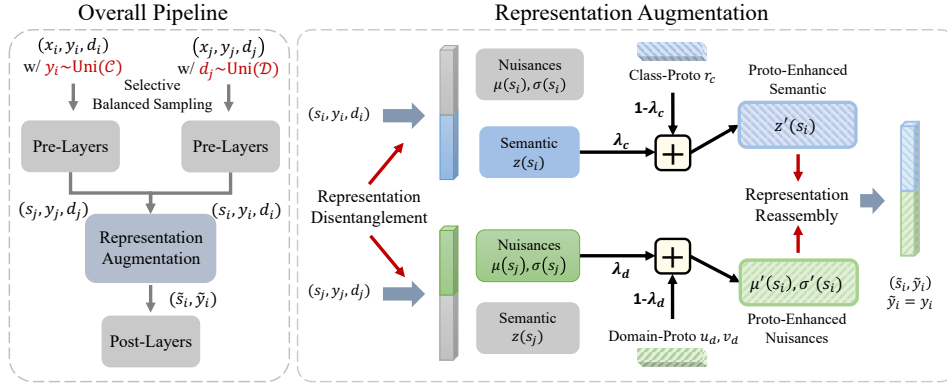 Overall Pipeline
(x_i, y_i, d_i)
w/ y_i~Uni(𝒞)
(x_j, y_j, d_j)
w/ d_j~Uni(𝒟)
Selective
Balanced Sampling
Pre-Layers
Pre-Layers
(s_j, y_j, d_j)
(s_i, y_i, d_i)
Representation
Augmentation
(s̃_i, ỹ_i)
Post-Layers
Representation Augmentation
(s_i, y_i, d_i)
Nuisances
μ(s_i), σ(s_i)
Semantic
z(s_i)
Class-Proto r_c
1-λ_c
λ_c
+
Proto-Enhanced
Semantic
z′(s_i)
Representation
Disentanglement
Representation
Reassembly
(s_j, y_j, d_j)
Nuisances
μ(s_j), σ(s_j)
Semantic
z(s_j)
λ_d
+
1-λ_d
Domain-Proto u_d, v_d
μ′(s_i), σ′(s_i)
Proto-Enhanced
Nuisances
(s̃_i, ỹ_i)
ỹ_i = y_i